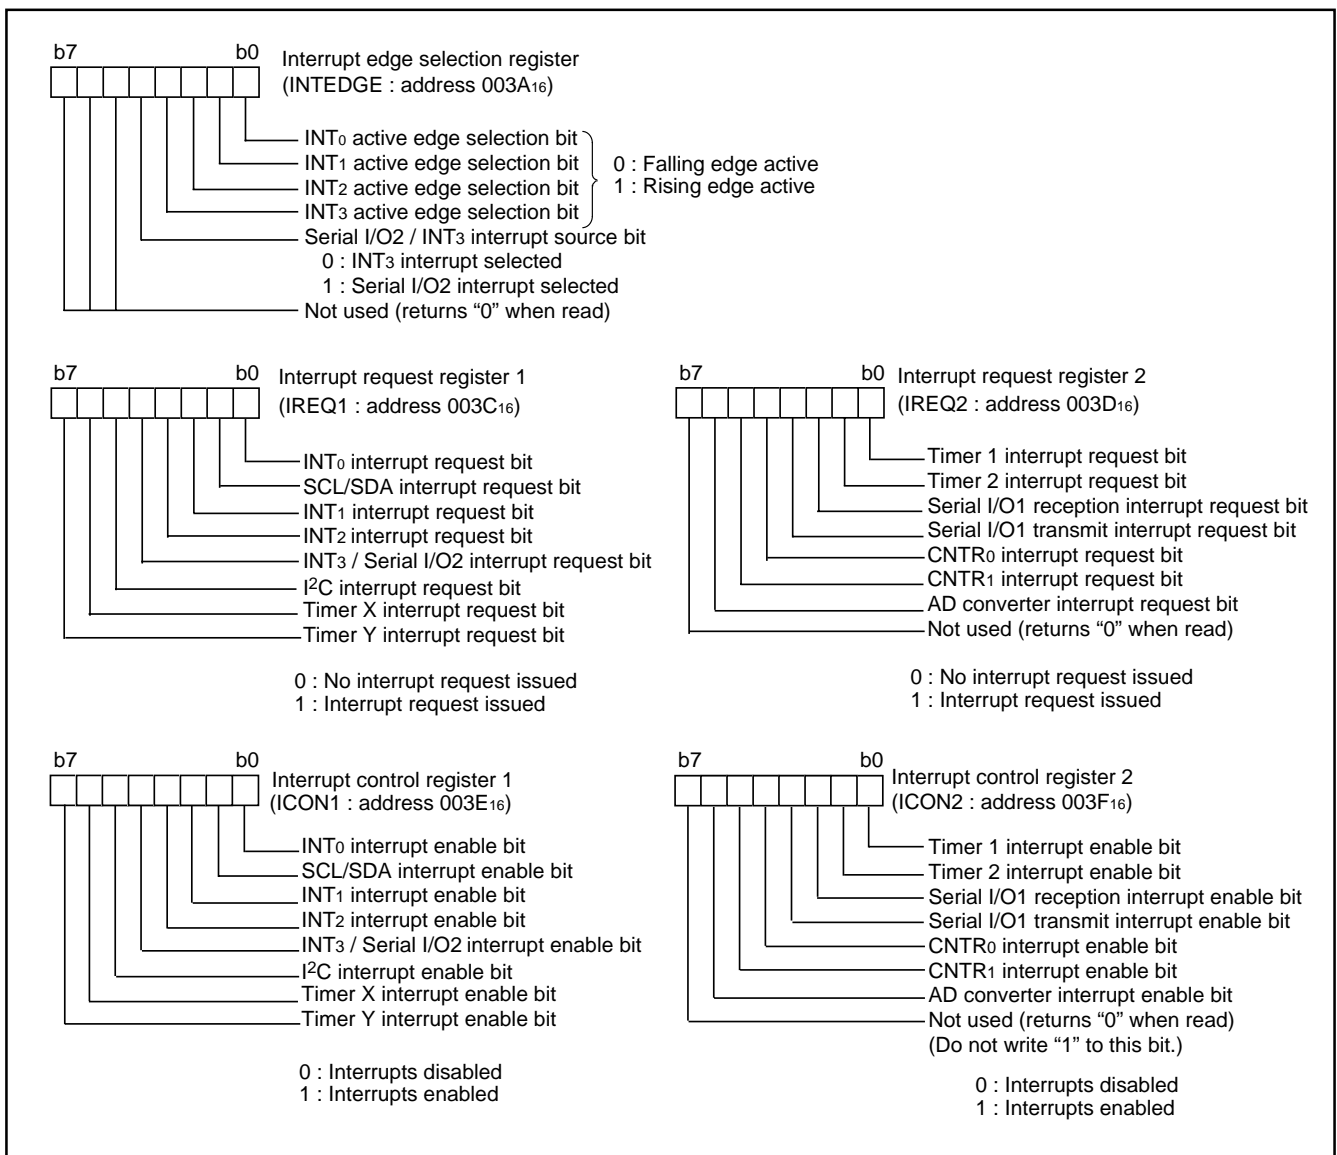 b7 b0 Interrupt edge selection register
(INTEDGE : address 003A16)
INT0 active edge selection bit
INT1 active edge selection bit
INT2 active edge selection bit
INT3 active edge selection bit
0 : Falling edge active
1 : Rising edge active
Serial I/O2 / INT3 interrupt source bit
0 : INT3 interrupt selected
1 : Serial I/O2 interrupt selected
Not used (returns “0” when read)
b7 b0 Interrupt request register 1
(IREQ1 : address 003C16)
INT0 interrupt request bit
SCL/SDA interrupt request bit
INT1 interrupt request bit
INT2 interrupt request bit
INT3 / Serial I/O2 interrupt request bit
I2C interrupt request bit
Timer X interrupt request bit
Timer Y interrupt request bit
0 : No interrupt request issued
1 : Interrupt request issued
b7 b0 Interrupt request register 2
(IREQ2 : address 003D16)
Timer 1 interrupt request bit
Timer 2 interrupt request bit
Serial I/O1 reception interrupt request bit
Serial I/O1 transmit interrupt request bit
CNTR0 interrupt request bit
CNTR1 interrupt request bit
AD converter interrupt request bit
Not used (returns “0” when read)
0 : No interrupt request issued
1 : Interrupt request issued
b7 b0 Interrupt control register 1
(ICON1 : address 003E16)
INT0 interrupt enable bit
SCL/SDA interrupt enable bit
INT1 interrupt enable bit
INT2 interrupt enable bit
INT3 / Serial I/O2 interrupt enable bit
I2C interrupt enable bit
Timer X interrupt enable bit
Timer Y interrupt enable bit
0 : Interrupts disabled
1 : Interrupts enabled
b7 b0 Interrupt control register 2
(ICON2 : address 003F16)
Timer 1 interrupt enable bit
Timer 2 interrupt enable bit
Serial I/O1 reception interrupt enable bit
Serial I/O1 transmit interrupt enable bit
CNTR0 interrupt enable bit
CNTR1 interrupt enable bit
AD converter interrupt enable bit
Not used (returns “0” when read)
(Do not write “1” to this bit.)
0 : Interrupts disabled
1 : Interrupts enabled